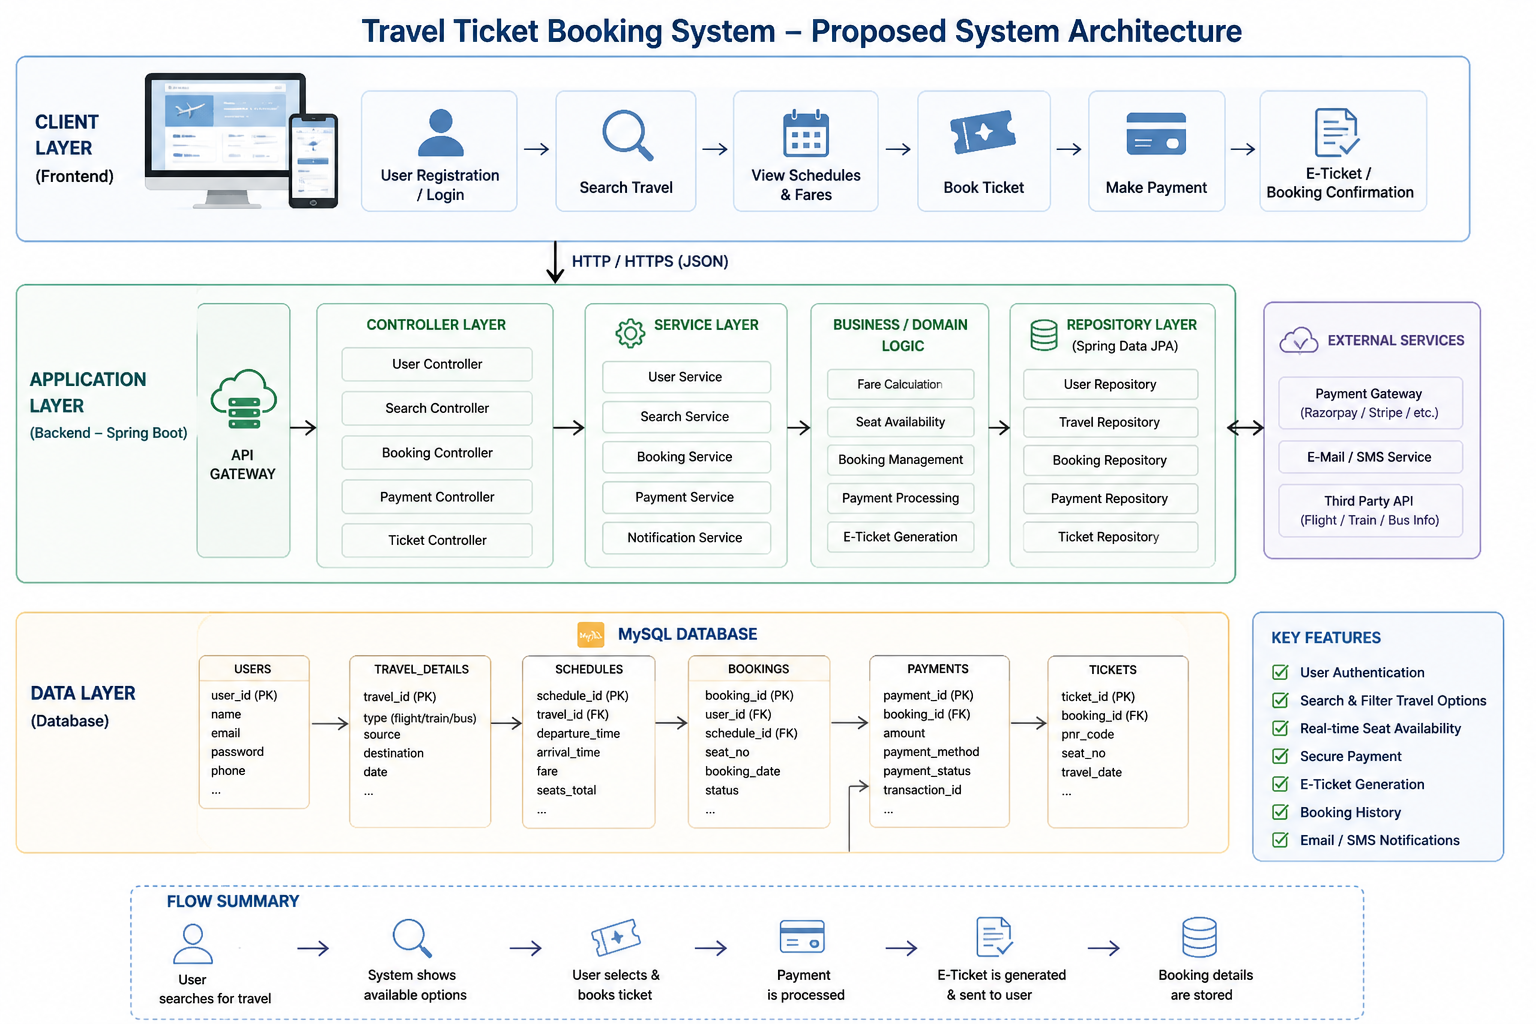 Travel Ticket Booking System – Proposed System Architecture
CLIENT
LAYER
(Frontend)
User Registration
/ Login
Search Travel
View Schedules
& Fares
Book Ticket
Make Payment
E-Ticket /
Booking Confirmation
HTTP / HTTPS (JSON)
APPLICATION
LAYER
(Backend – Spring Boot)
API
GATEWAY
CONTROLLER LAYER
User Controller
Search Controller
Booking Controller
Payment Controller
Ticket Controller
SERVICE LAYER
User Service
Search Service
Booking Service
Payment Service
Notification Service
BUSINESS / DOMAIN
LOGIC
Fare Calculation
Seat Availability
Booking Management
Payment Processing
E-Ticket Generation
REPOSITORY LAYER
(Spring Data JPA)
User Repository
Travel Repository
Booking Repository
Payment Repository
Ticket Repository
EXTERNAL SERVICES
Payment Gateway
(Razorpay / Stripe / etc.)
E-Mail / SMS Service
Third Party API
(Flight / Train / Bus Info)
DATA LAYER
(Database)
MySQL DATABASE
USERS
user_id (PK)
name
email
password
phone
...
TRAVEL_DETAILS
travel_id (PK)
type (flight/train/bus)
source
destination
date
...
SCHEDULES
schedule_id (PK)
travel_id (FK)
departure_time
arrival_time
fare
seats_total
...
BOOKINGS
booking_id (PK)
user_id (FK)
schedule_id (FK)
seat_no
booking_date
status
...
PAYMENTS
payment_id (PK)
booking_id (FK)
amount
payment_method
payment_status
transaction_id
...
TICKETS
ticket_id (PK)
booking_id (FK)
pnr_code
seat_no
travel_date
...
KEY FEATURES
User Authentication
Search & Filter Travel Options
Real-time Seat Availability
Secure Payment
E-Ticket Generation
Booking History
Email / SMS Notifications
FLOW SUMMARY
User
searches for travel
System shows
available options
User selects &
books ticket
Payment
is processed
E-Ticket is generated
& sent to user
Booking details
are stored